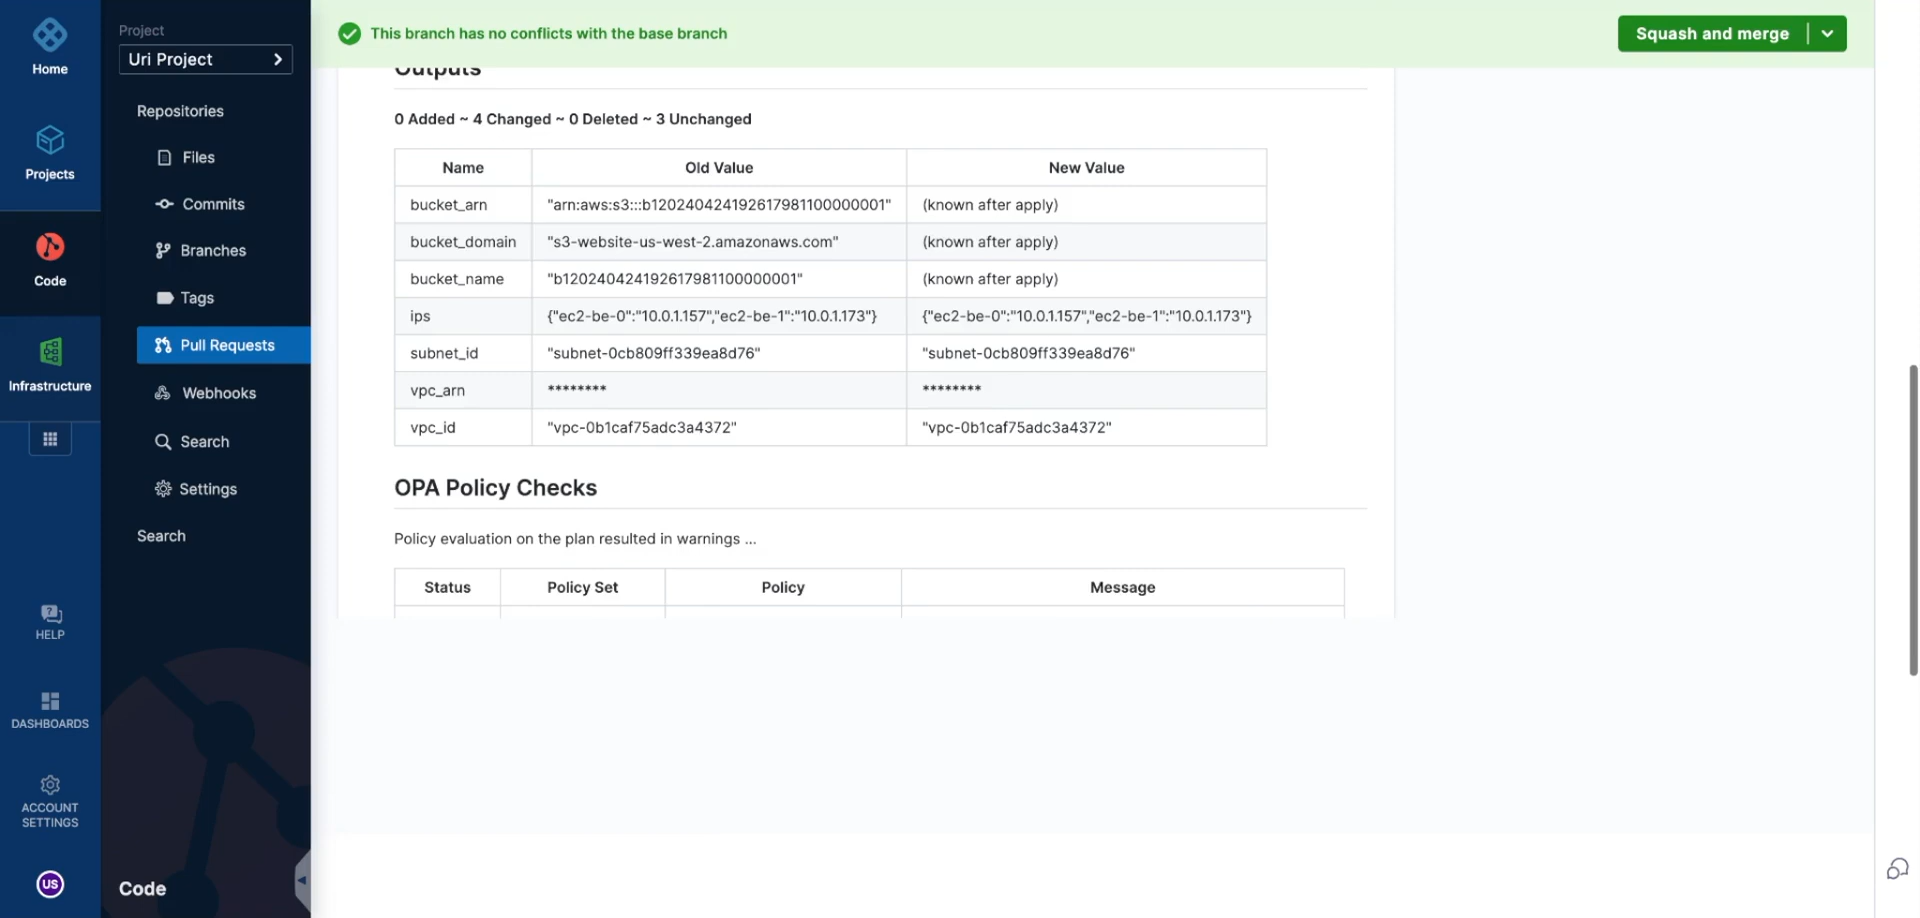 Home
Projects
Code
Infrastructure
HELP
DASHBOARDS
ACCOUNT
SETTINGS
US
Project
Uri Project
Repositories
Files
Commits
Branches
Tags
Pull Requests
Webhooks
Search
Settings
Search
Code
This branch has no conflicts with the base branch
Squash and merge
Outputs
0 Added ~ 4 Changed ~ 0 Deleted ~ 3 Unchanged
Name Old Value New Value
bucket_arn "arn:aws:s3:::b120240424192617981100000001" (known after apply)
bucket_domain "s3-website-us-west-2.amazonaws.com" (known after apply)
bucket_name "b120240424192617981100000001" (known after apply)
ips {"ec2-be-0":"10.0.1.157","ec2-be-1":"10.0.1.173"} {"ec2-be-0":"10.0.1.157","ec2-be-1":"10.0.1.173"}
subnet_id "subnet-0cb809ff339ea8d76" "subnet-0cb809ff339ea8d76"
vpc_arn ******** ********
vpc_id "vpc-0b1caf75adc3a4372" "vpc-0b1caf75adc3a4372"
OPA Policy Checks
Policy evaluation on the plan resulted in warnings ...
Status Policy Set Policy Message